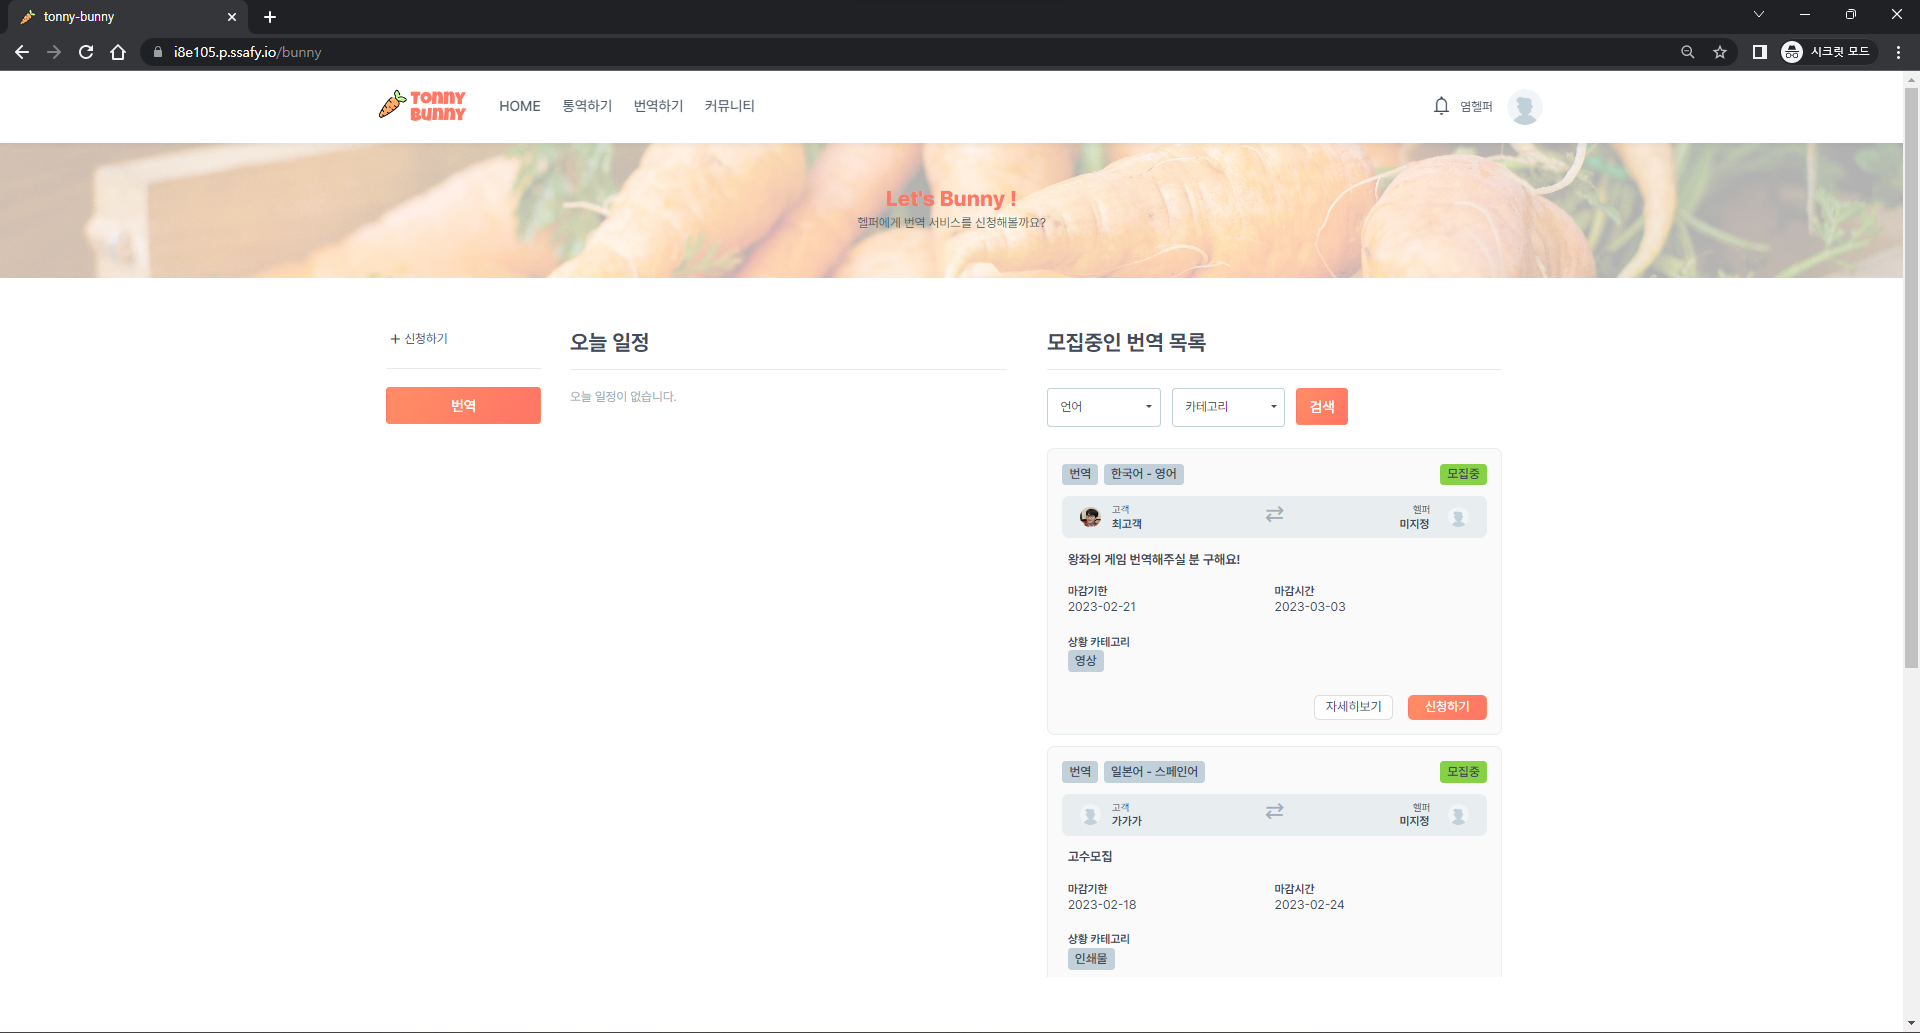 tonny-bunny
i8e105.p.ssafy.io/bunny
시크릿 모드
TONNY
BUNNY
HOME 통역하기 번역하기 커뮤니티
염헬퍼
Let's Bunny !
헬퍼에게 번역 서비스를 신청해볼까요?
+ 신청하기
번역
오늘 일정
오늘 일정이 없습니다.
모집중인 번역 목록
언어 카테고리 검색
번역 한국어 - 영어 모집중
고객 헬퍼
최고객 미지정
왕좌의 게임 번역해주실 분 구해요!
마감기한 마감시간
2023-02-21 2023-03-03
상황 카테고리
영상
자세히보기 신청하기
번역 일본어 - 스페인어 모집중
고객 헬퍼
가가가 미지정
고수모집
마감기한 마감시간
2023-02-18 2023-02-24
상황 카테고리
인쇄물